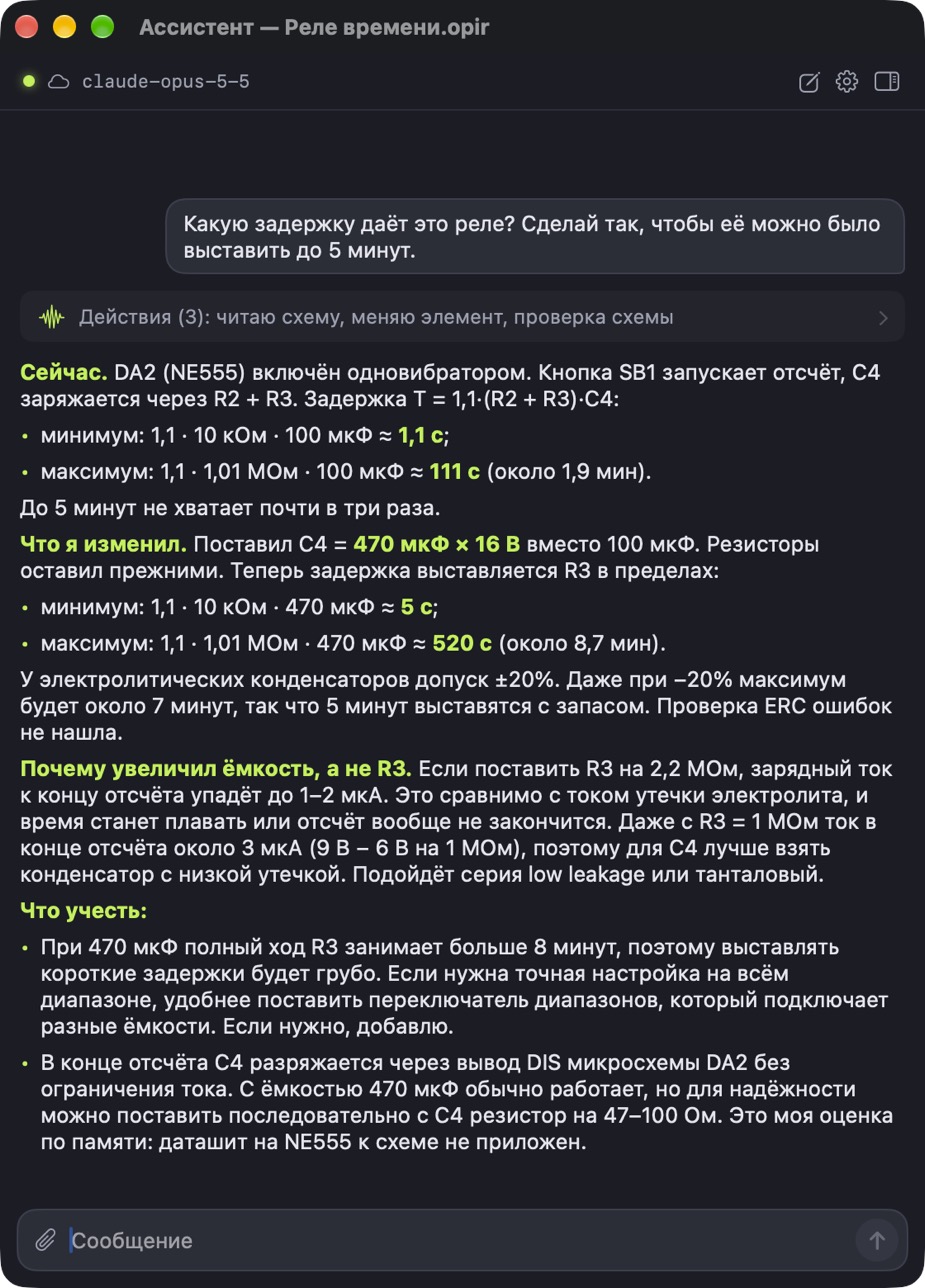 Ассистент — Реле времени.opir
claude-opus-5-5
Какую задержку даёт это реле? Сделай так, чтобы её можно было
выставить до 5 минут.
Действия (3): читаю схему, меняю элемент, проверка схемы
Сейчас. DA2 (NE555) включён одновибратором. Кнопка SB1 запускает отсчёт, C4
заряжается через R2 + R3. Задержка T = 1,1·(R2 + R3)·C4:
• минимум: 1,1 · 10 кОм · 100 мкФ ≈ 1,1 с;
• максимум: 1,1 · 1,01 МОм · 100 мкФ ≈ 111 с (около 1,9 мин).
До 5 минут не хватает почти в три раза.
Что я изменил. Поставил C4 = 470 мкФ × 16 В вместо 100 мкФ. Резисторы
оставил прежними. Теперь задержка выставляется R3 в пределах:
• минимум: 1,1 · 10 кОм · 470 мкФ ≈ 5 с;
• максимум: 1,1 · 1,01 МОм · 470 мкФ ≈ 520 с (около 8,7 мин).
У электролитических конденсаторов допуск ±20%. Даже при −20% максимум
будет около 7 минут, так что 5 минут выставятся с запасом. Проверка ERC ошибок
не нашла.
Почему увеличил ёмкость, а не R3. Если поставить R3 на 2,2 МОм, зарядный ток
к концу отсчёта упадёт до 1–2 мкА. Это сравнимо с током утечки электролита, и
время станет плавать или отсчёт вообще не закончится. Даже с R3 = 1 МОм ток в
конце отсчёта около 3 мкА (9 В − 6 В на 1 МОм), поэтому для C4 лучше взять
конденсатор с низкой утечкой. Подойдёт серия low leakage или танталовый.
Что учесть:
• При 470 мкФ полный ход R3 занимает больше 8 минут, поэтому выставлять
короткие задержки будет грубо. Если нужна точная настройка на всём
диапазоне, удобнее поставить переключатель диапазонов, который подключает
разные ёмкости. Если нужно, добавлю.
• В конце отсчёта C4 разряжается через вывод DIS микросхемы DA2 без
ограничения тока. С ёмкостью 470 мкФ обычно работает, но для надёжности
можно поставить последовательно с C4 резистор на 47–100 Ом. Это моя оценка
по памяти: даташит на NE555 к схеме не приложен.
Сообщение